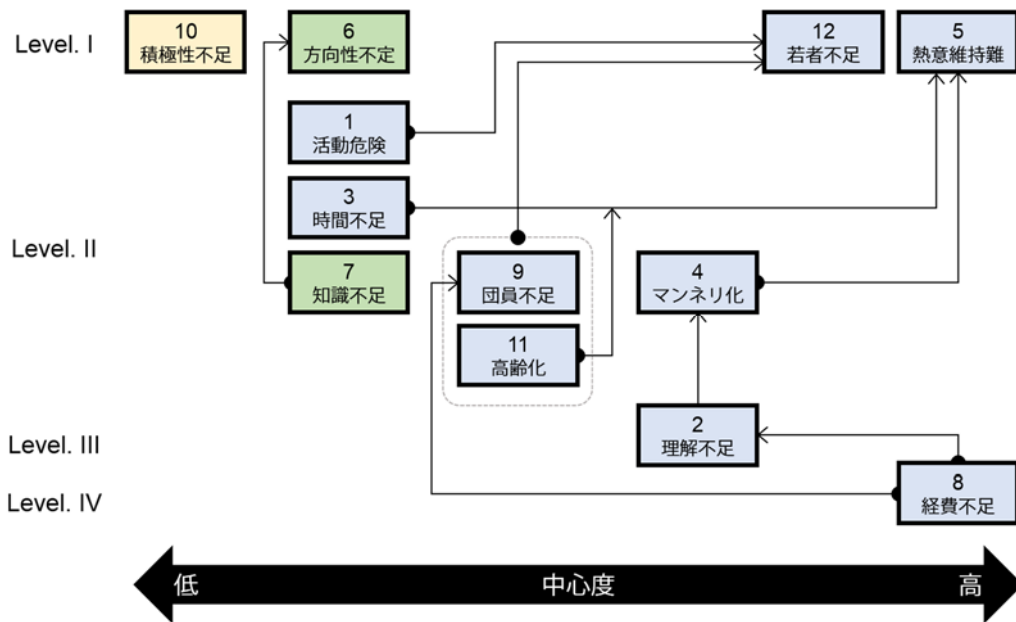 Level. I
10
積極性不足
6
方向性不定
12
若者不足
5
熱意維持難
1
活動危険
3
時間不足
Level. II
7
知識不足
9
団員不足
4
マンネリ化
11
高齢化
Level. III
2
理解不足
Level. IV
8
経費不足
低
中心度
高